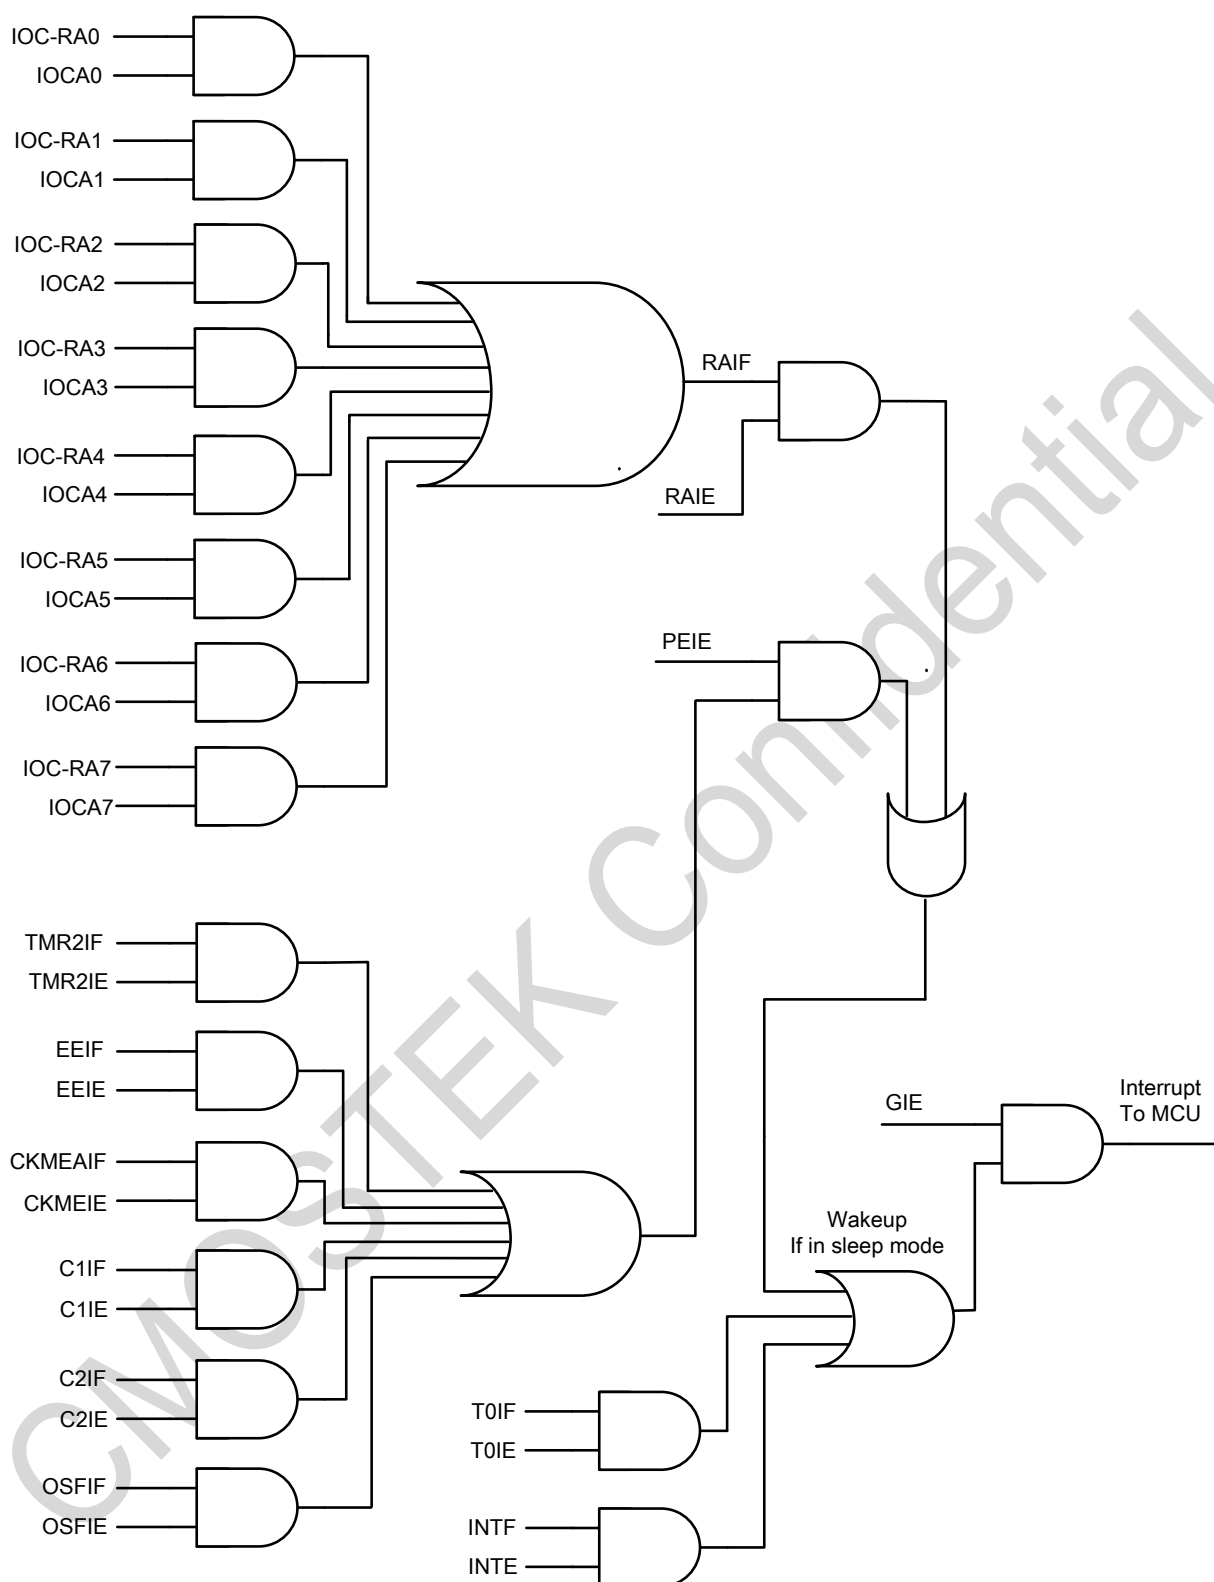 IOC-RA0
IOCA0
IOC-RA1
IOCA1
IOC-RA2
IOCA2
IOC-RA3
IOCA3
IOC-RA4
IOCA4
IOC-RA5
IOCA5
IOC-RA6
IOCA6
IOC-RA7
IOCA7
RAIF
RAIE
PEIE
TMR2IF
TMR2IE
EEIF
EEIE
CKMEAIF
CKMEIE
C1IF
C1IE
C2IF
C2IE
OSFIF
OSFIE
GIE
Interrupt
To MCU
Wakeup
If in sleep mode
T0IF
T0IE
INTF
INTE
CMOSTEK Confidential